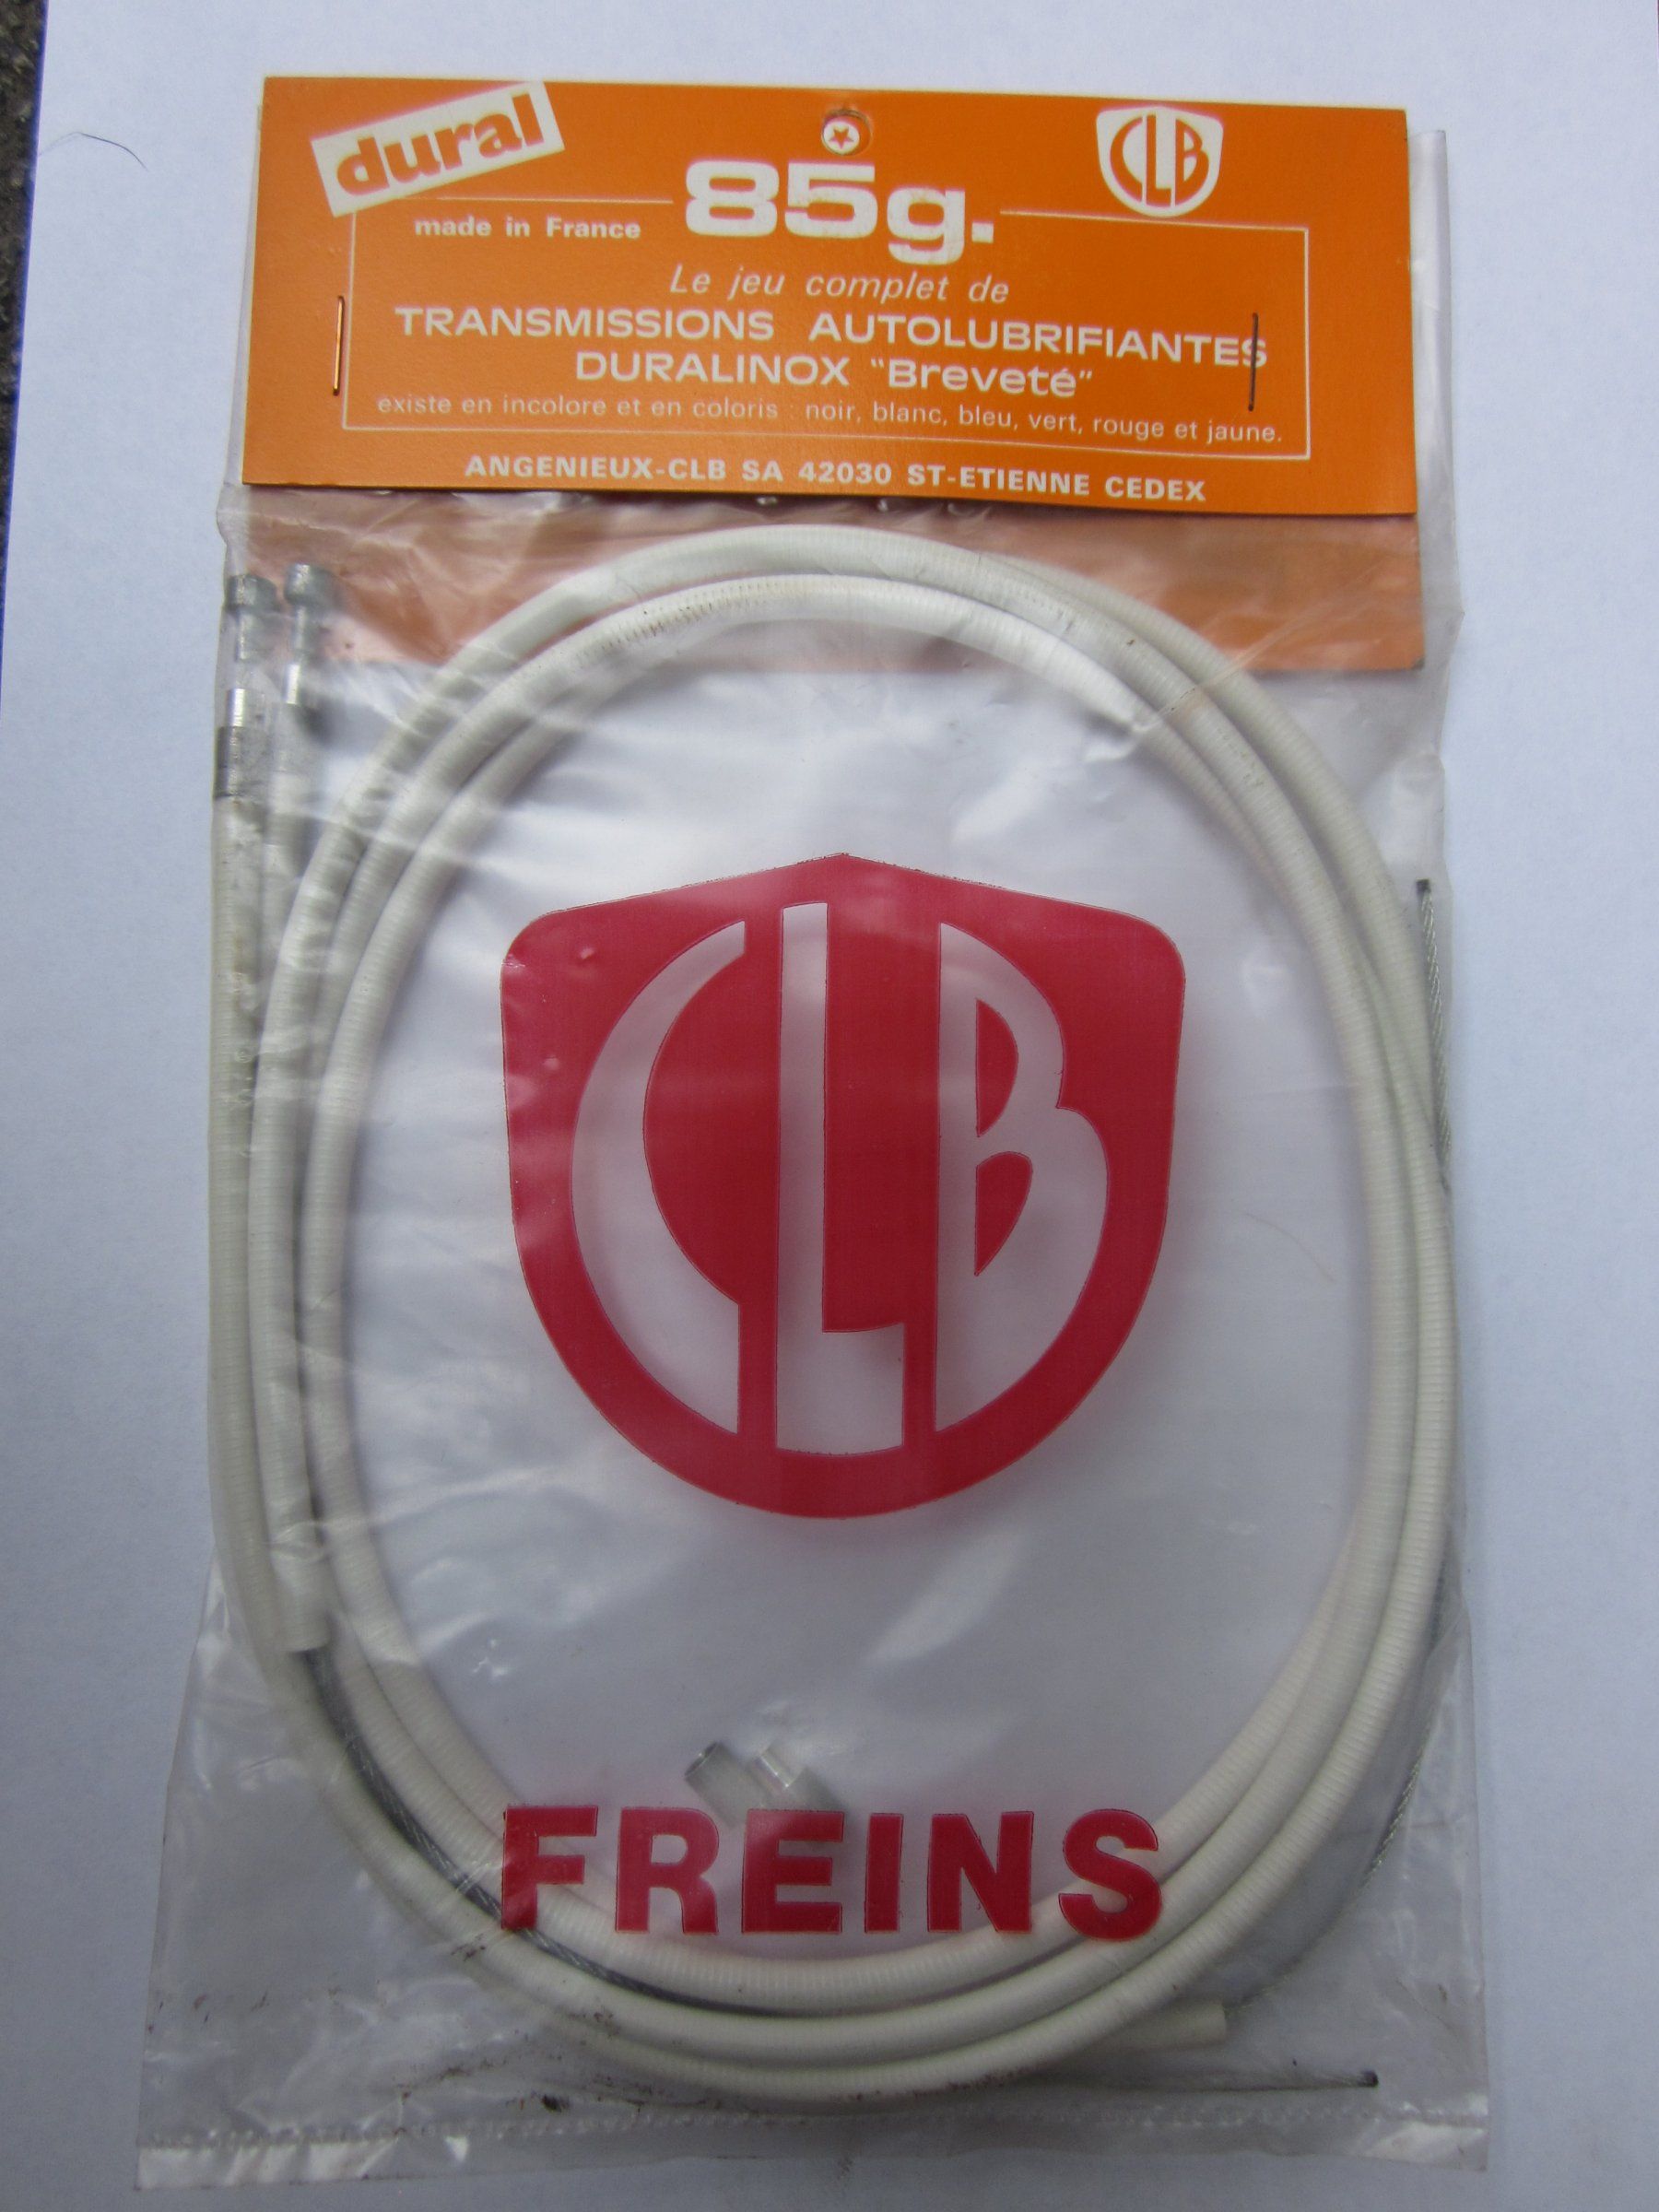 dural
CLB
85g.
made in France
Le jeu complet de
TRANSMISSIONS AUTOLUBRIFIANTES
DURALINOX "Breveté"
existe en incolore et en coloris : noir, blanc, bleu, vert, rouge et jaune.
ANGENIEUX-CLB SA 42030 ST-ETIENNE CEDEX
CLB
FREINS